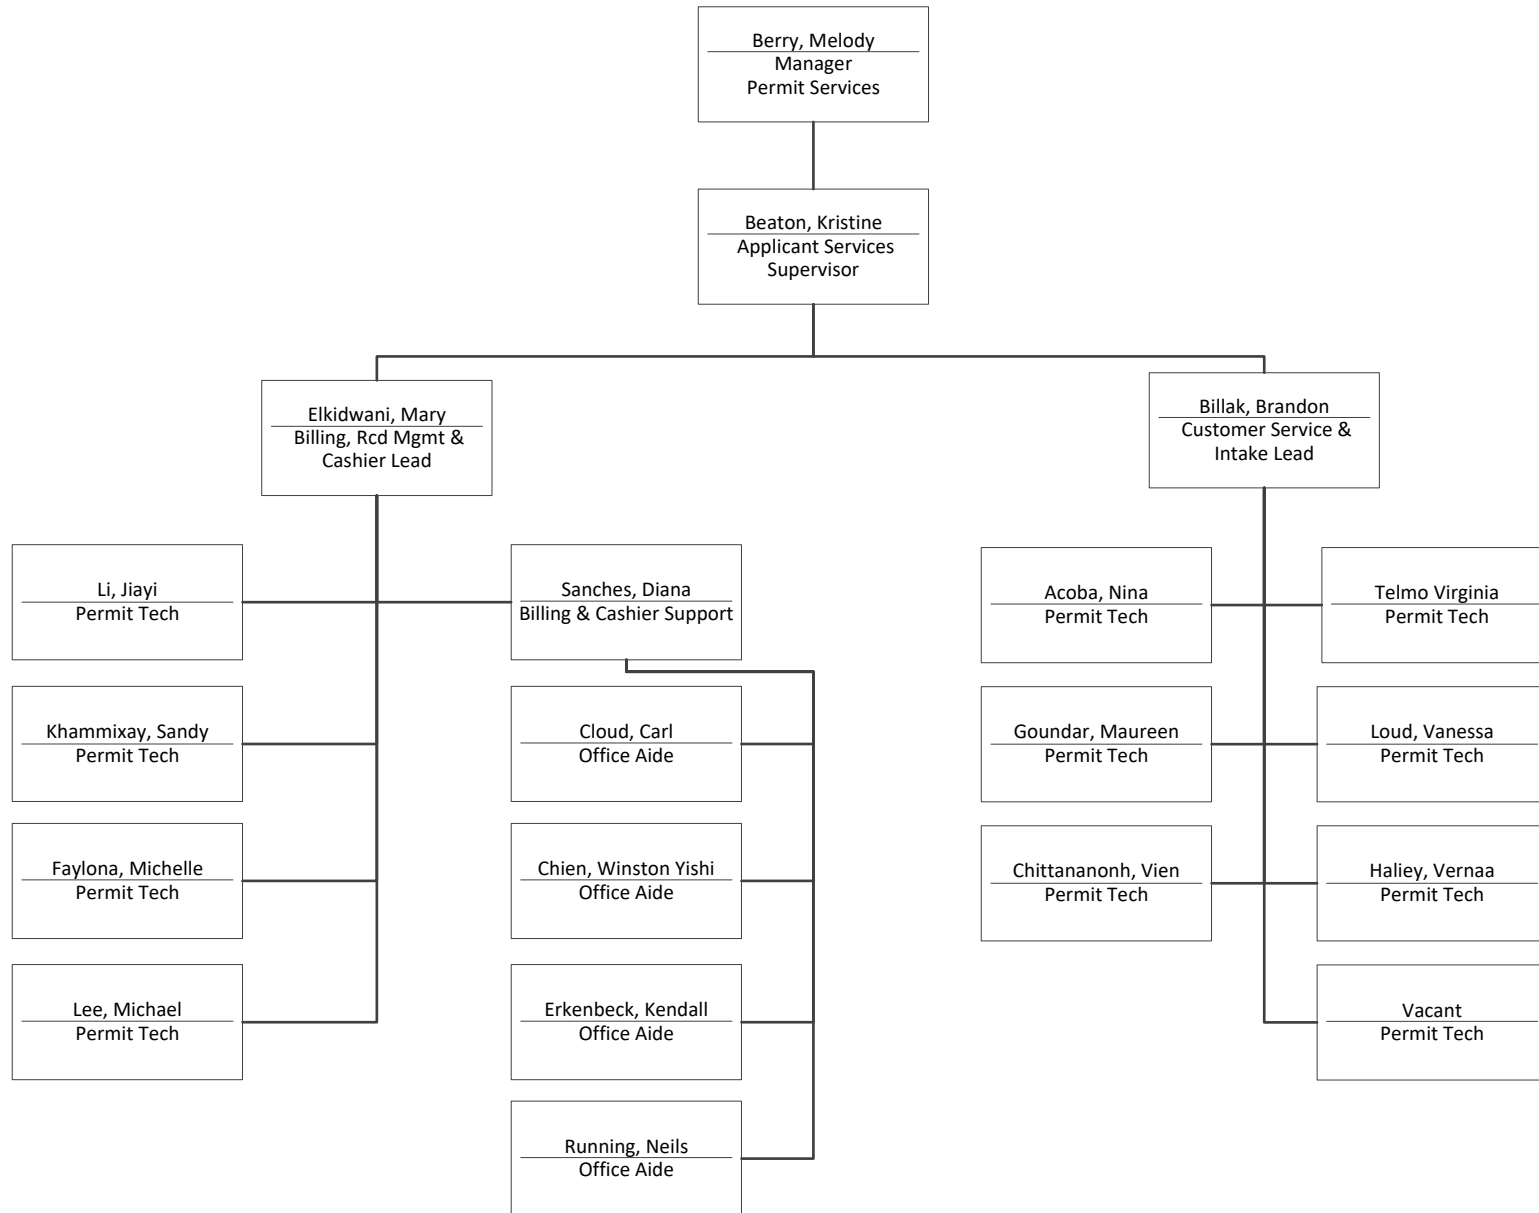 Berry, Melody
Manager
Permit Services
Beaton, Kristine
Applicant Services
Supervisor
Elkidwani, Mary
Billing, Rcd Mgmt &
Cashier Lead
Billak, Brandon
Customer Service &
Intake Lead
Li, Jiayi
Permit Tech
Sanches, Diana
Billing & Cashier Support
Acoba, Nina
Permit Tech
Telmo Virginia
Permit Tech
Khammixay, Sandy
Permit Tech
Cloud, Carl
Office Aide
Goundar, Maureen
Permit Tech
Loud, Vanessa
Permit Tech
Faylona, Michelle
Permit Tech
Chien, Winston Yishi
Office Aide
Chittananonh, Vien
Permit Tech
Haliey, Vernaa
Permit Tech
Lee, Michael
Permit Tech
Erkenbeck, Kendall
Office Aide
Vacant
Permit Tech
Running, Neils
Office Aide